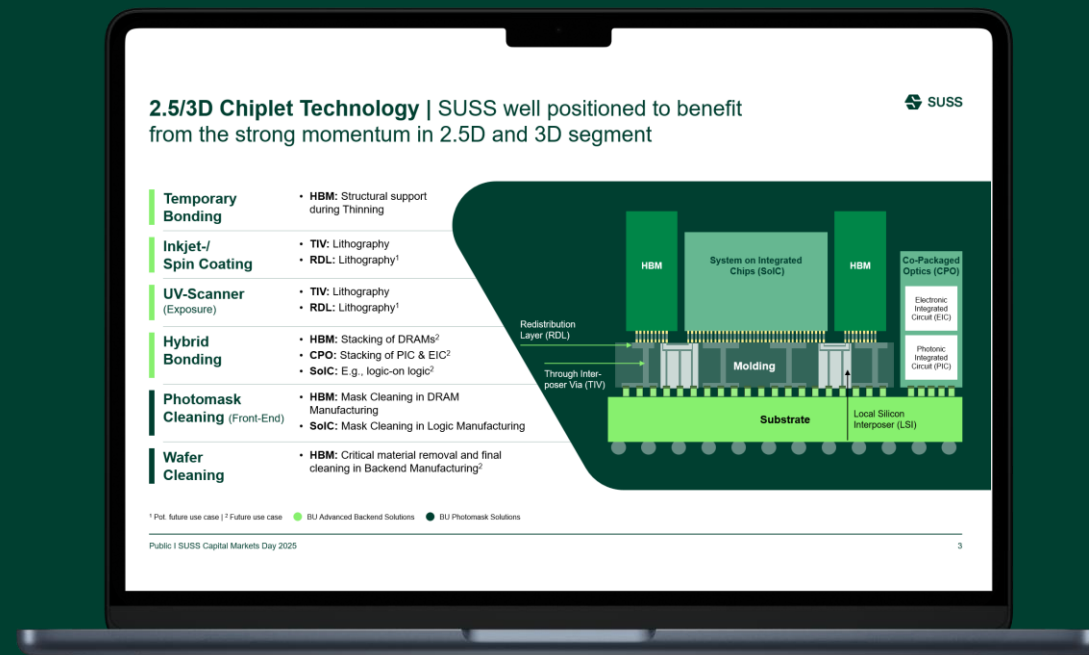 2.5/3D Chiplet Technology | SUSS well positioned to benefit
from the strong momentum in 2.5D and 3D segment
SUSS
Temporary
Bonding
• HBM: Structural support
during Thinning
Inkjet-/
Spin Coating
• TIV: Lithography
• RDL: Lithography¹
UV-Scanner
(Exposure)
• TIV: Lithography
• RDL: Lithography¹
Hybrid
Bonding
• HBM: Stacking of DRAMs²
• CPO: Stacking of PIC & EIC²
• SoIC: E.g., logic-on logic²
Photomask
Cleaning (Front-End)
• HBM: Mask Cleaning in DRAM
Manufacturing
• SoIC: Mask Cleaning in Logic Manufacturing
Wafer
Cleaning
• HBM: Critical material removal and final
cleaning in Backend Manufacturing²
HBM
System on Integrated
Chips (SoIC)
HBM
Co-Packaged
Optics (CPO)
Electronic
Integrated
Circuit (EIC)
Photonic
Integrated
Circuit (PIC)
Redistribution
Layer (RDL)
Through Inter-
poser Via (TIV)
Molding
Substrate
Local Silicon
Interposer (LSI)
¹ Pot. future use case | ² Future use case
BU Advanced Backend Solutions
BU Photomask Solutions
Public I SUSS Capital Markets Day 2025
3